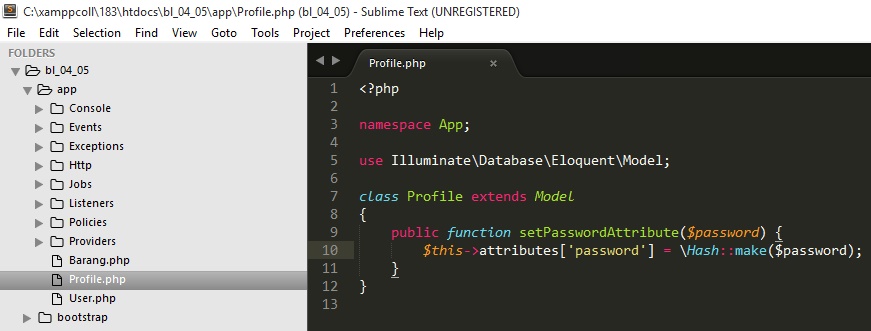 C:\xamppcoll\183\htdocs\bl_04_05\app\Profile.php (bl_04_05) - Sublime Text (UNREGISTERED)
File Edit Selection Find View Goto Tools Project Preferences Help
FOLDERS
bl_04_05
app
Console
Events
Exceptions
Http
Jobs
Listeners
Policies
Providers
Barang.php
Profile.php
User.php
bootstrap
Profile.php ×
1 <?php
2
3 namespace App;
4
5 use Illuminate\Database\Eloquent\Model;
6
7 class Profile extends Model
8 {
9     public function setPasswordAttribute($password) {
10         $this->attributes['password'] = \Hash::make($password);
11     }
12 }
13